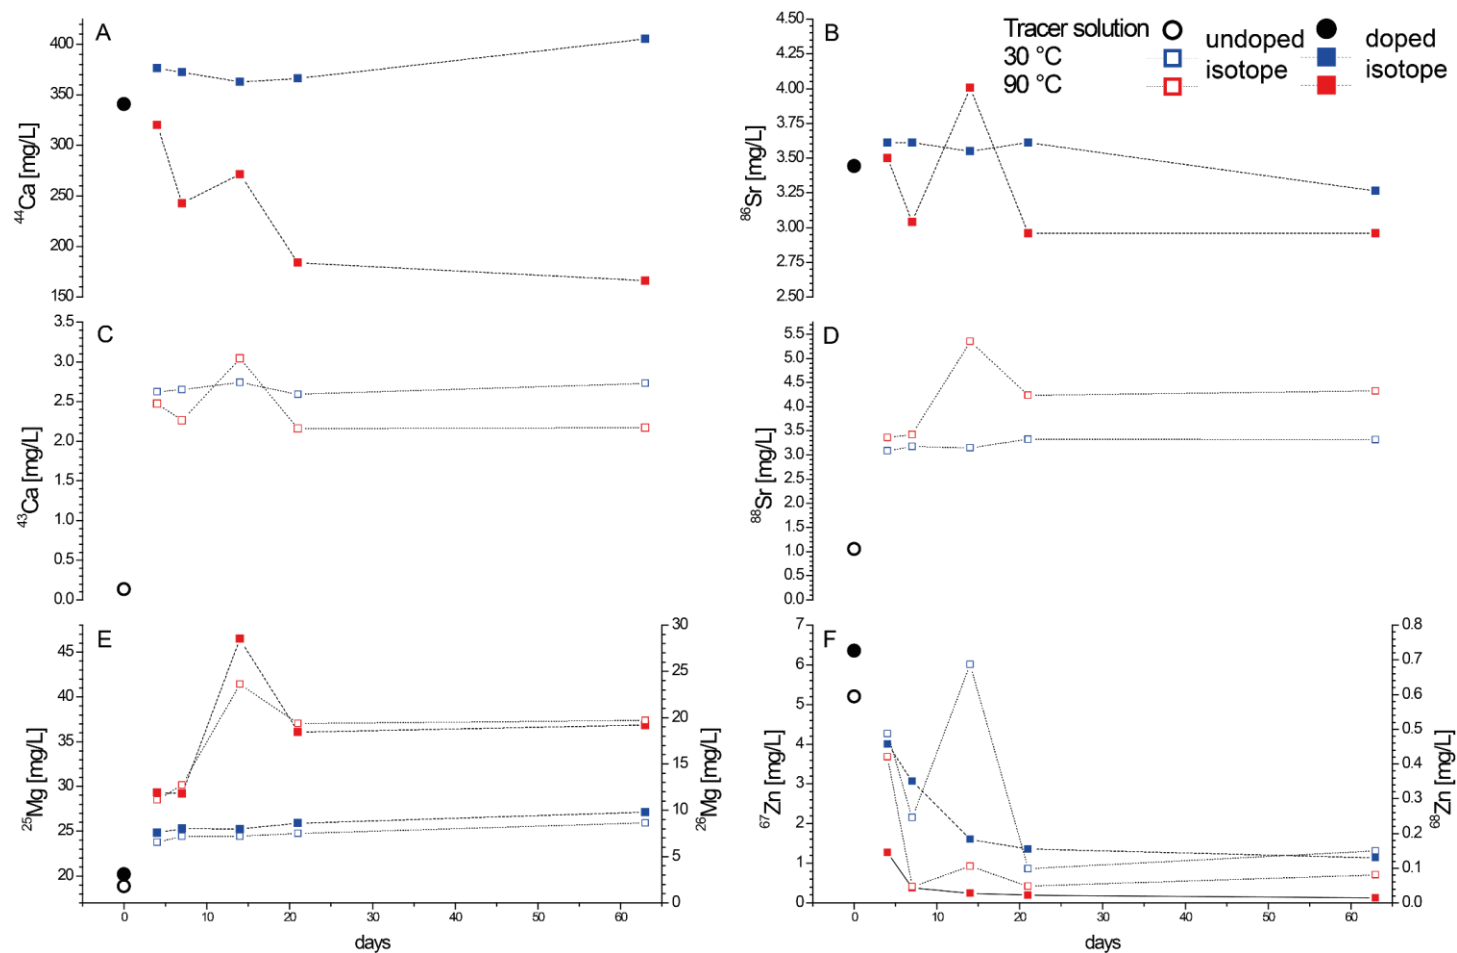 A
400
350
300
250
200
150
44Ca [mg/L]
B
4.50
4.25
4.00
3.75
3.50
3.25
3.00
2.75
2.50
86Sr [mg/L]
Tracer solution
30 °C
90 °C
undoped
isotope
doped
isotope
C
3.5
3.0
2.5
2.0
1.5
1.0
0.5
0.0
43Ca [mg/L]
D
5.5
5.0
4.5
4.0
3.5
3.0
2.5
2.0
1.5
1.0
0.5
0.0
88Sr [mg/L]
E
45
40
35
30
25
20
25Mg [mg/L]
30
25
20
15
10
5
0
26Mg [mg/L]
0 10 20 30 40 50 60
days
F
7
6
5
4
3
2
1
0
67Zn [mg/L]
0.8
0.7
0.6
0.5
0.4
0.3
0.2
0.1
0.0
68Zn [mg/L]
0 10 20 30 40 50 60
days